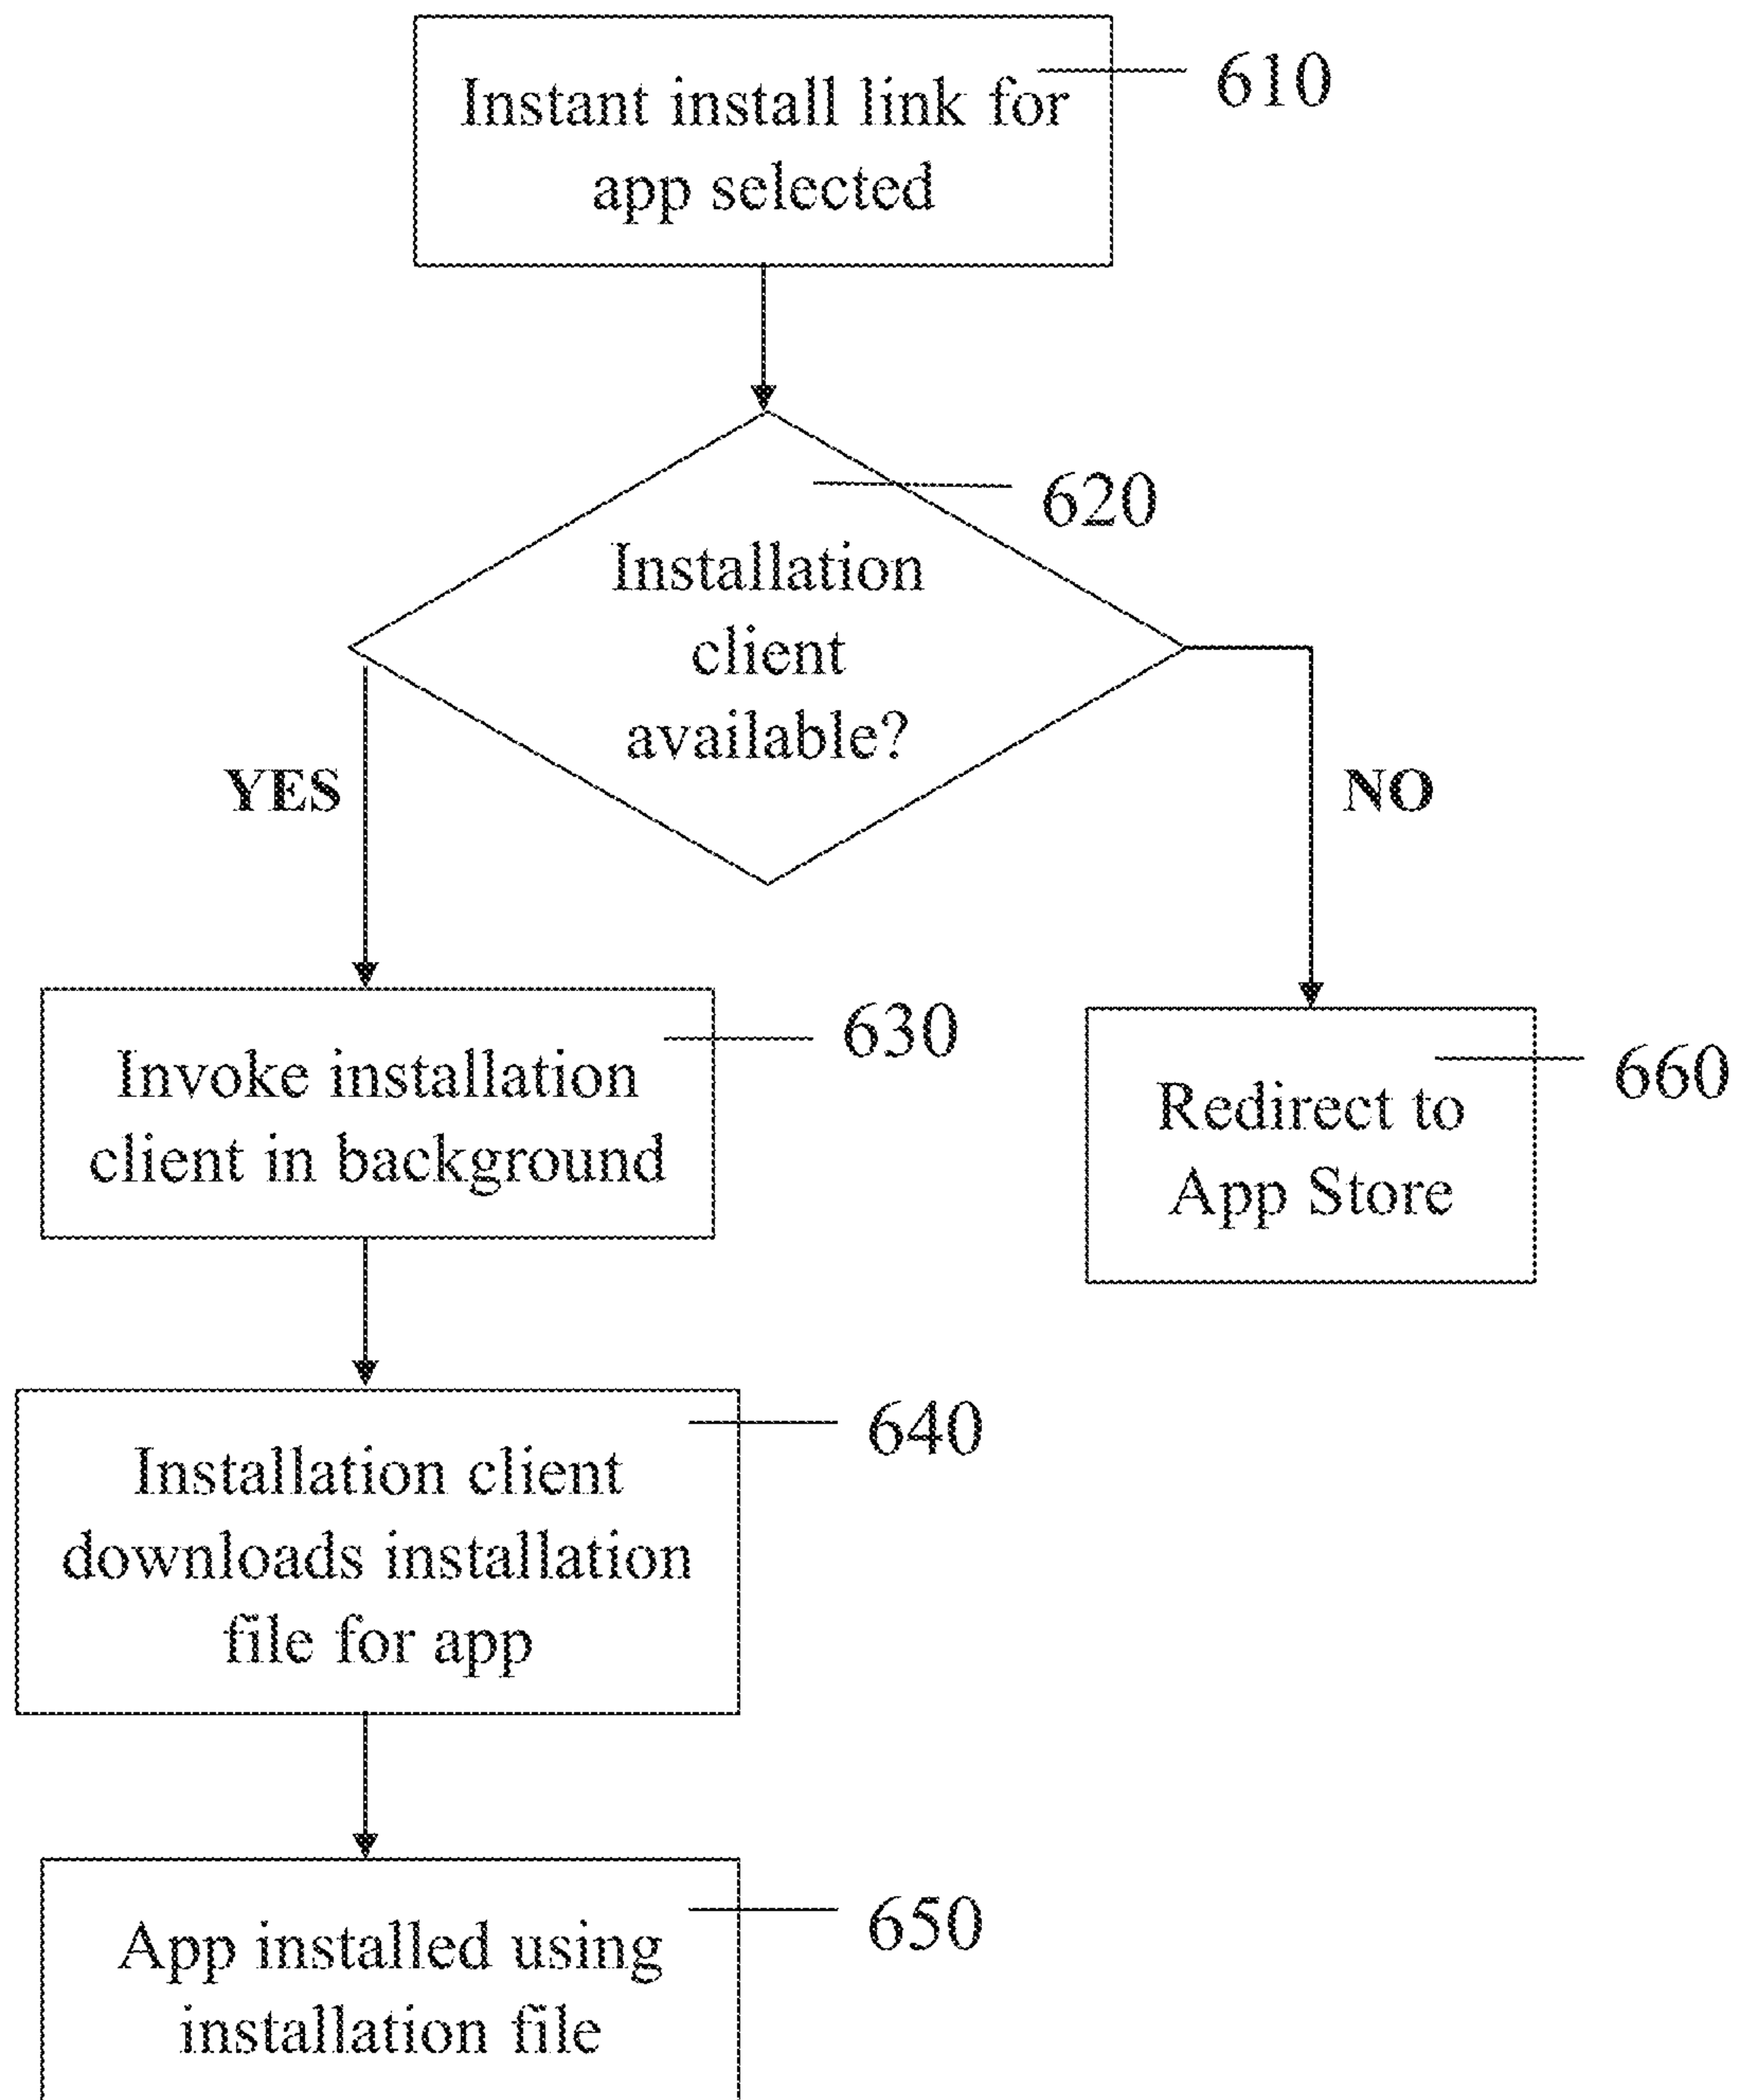 Instant install link for
app selected
610
620
Installation
client
available?
YES
NO
Invoke installation
client in background
630
Redirect to
App Store
660
Installation client
downloads installation
file for app
640
App installed using
installation file
650